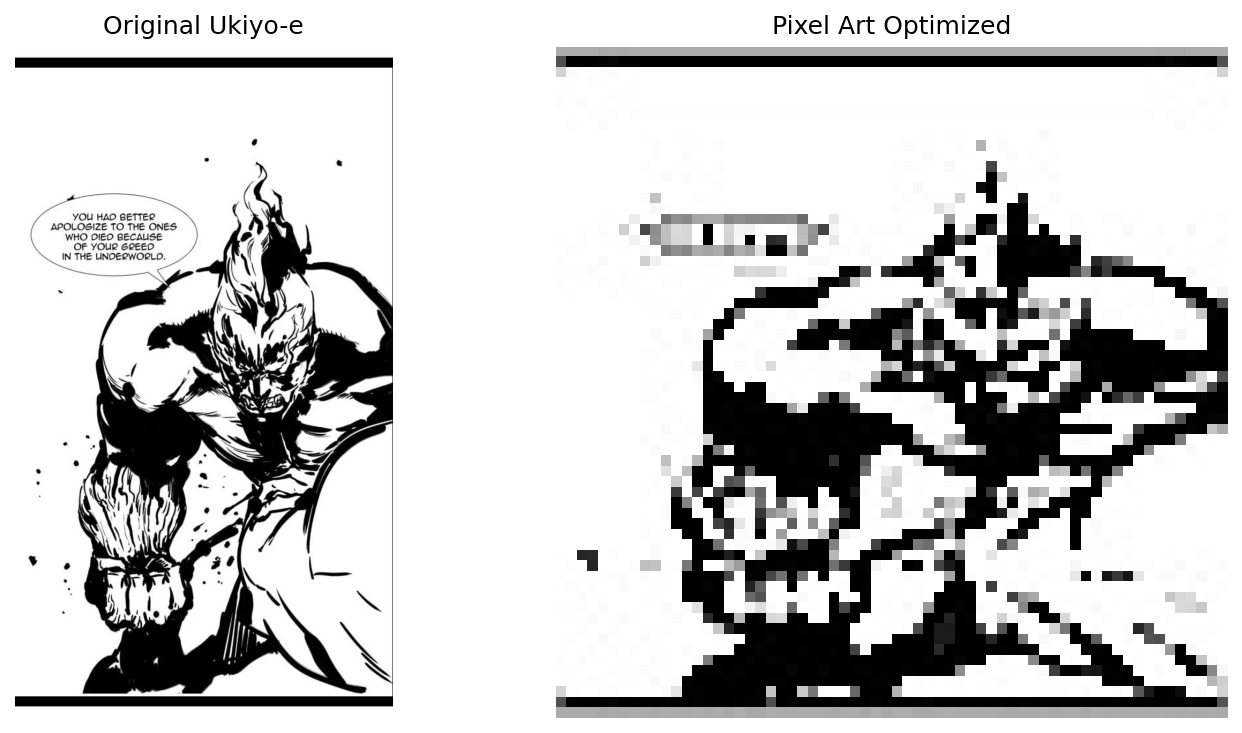 Original Ukiyo-e
Pixel Art Optimized
YOU HAD BETTER
APOLOGIZE TO THE ONES
WHO DIED BECAUSE
OF YOUR GREED
IN THE UNDERWORLD.